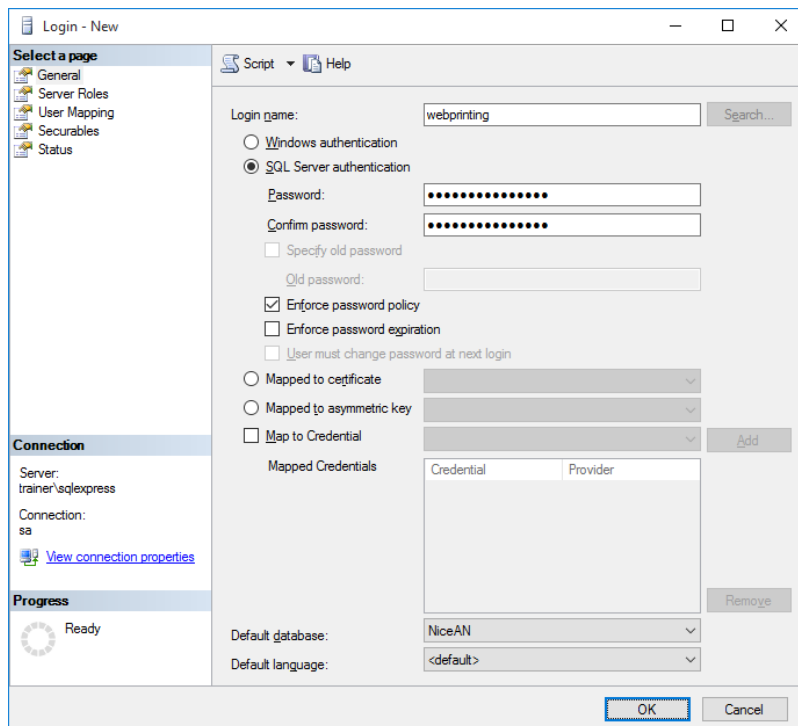 Login - New
Select a page
General
Server Roles
User Mapping
Securables
Status
Script Help
Login name: webprinting Search...
Windows authentication
SQL Server authentication
Password: ●●●●●●●●●●●●●●●
Confirm password: ●●●●●●●●●●●●●●●
Specify old password
Old password:
Enforce password policy
Enforce password expiration
User must change password at next login
Mapped to certificate
Mapped to asymmetric key
Map to Credential Add
Mapped Credentials Credential Provider
Remove
Default database: NiceAN
Default language: <default>
Connection
Server:
trainer\sqlexpress
Connection:
sa
View connection properties
Progress
Ready
OK Cancel